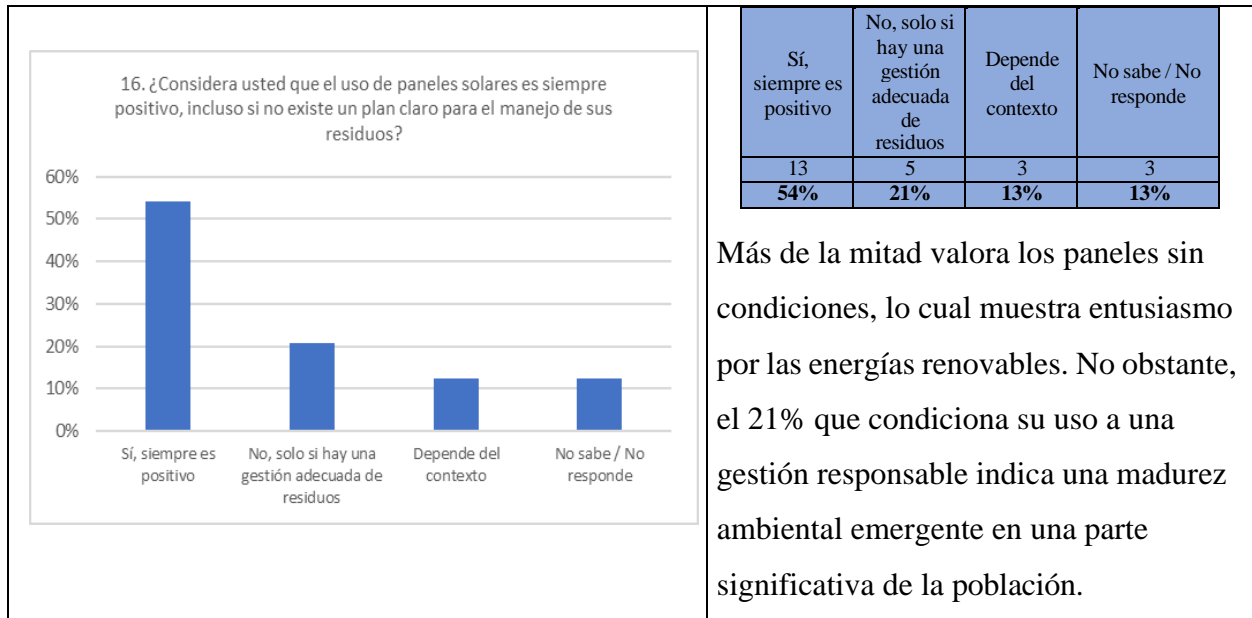 16. ¿Considera usted que el uso de paneles solares es siempre
positivo, incluso si no existe un plan claro para el manejo de sus
residuos?
60%
50%
40%
30%
20%
10%
0%
Sí, siempre es
positivo
No, solo si hay una
gestión adecuada de
residuos
Depende del
contexto
No sabe / No
responde
Sí,
siempre es
positivo
No, solo si
hay una
gestión
adecuada
de
residuos
Depende
del
contexto
No sabe / No
responde
13 5 3 3
54% 21% 13% 13%
Más de la mitad valora los paneles sin
condiciones, lo cual muestra entusiasmo
por las energías renovables. No obstante,
el 21% que condiciona su uso a una
gestión responsable indica una madurez
ambiental emergente en una parte
significativa de la población.